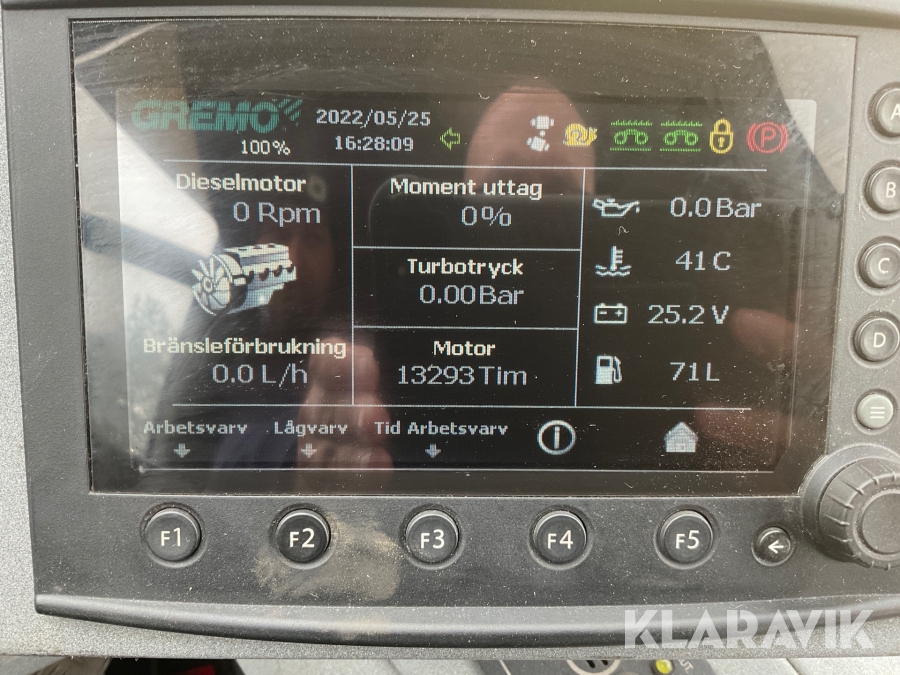 GREMO
100%
2022/05/25
16:28:09
P
Dieselmotor
0 Rpm
Bränsleförbrukning
0.0 L/h
Moment uttag
0%
Turbotryck
0.00 Bar
Motor
13293 Tim
0.0 Bar
41 C
25.2 V
71 L
Arbetsvarv
Lågvarv
Tid Arbetsvarv
A
B
C
D
F1
F2
F3
F4
F5
KLARAVIK